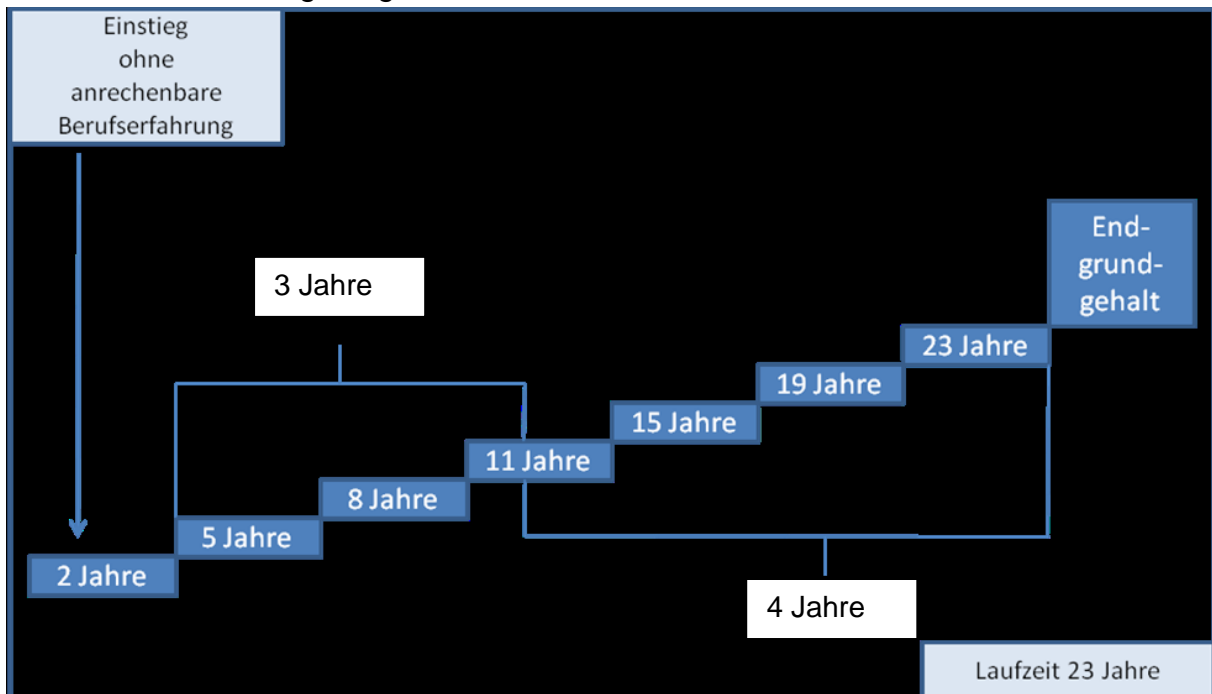 Einstieg
ohne
anrechenbare
Berufserfahrung
3 Jahre
End-
grund-
gehalt
23 Jahre
19 Jahre
15 Jahre
11 Jahre
8 Jahre
5 Jahre
2 Jahre
4 Jahre
Laufzeit 23 Jahre